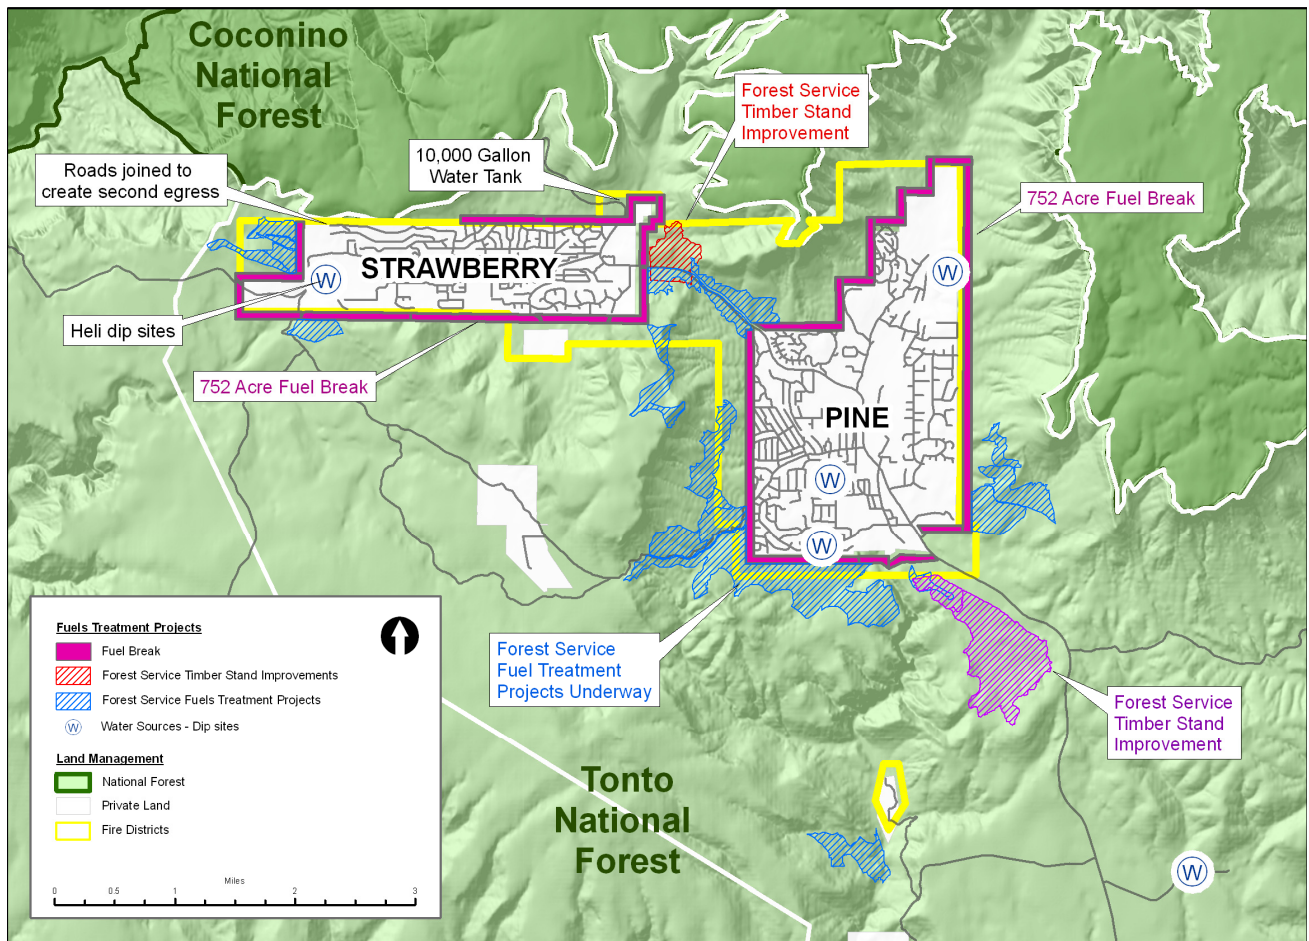 Coconino
National
Forest
Forest Service
Timber Stand
Improvement
10,000 Gallon
Water Tank
Roads joined to
create second egress
752 Acre Fuel Break
STRAWBERRY
W
W
Heli dip sites
752 Acre Fuel Break
PINE
W
W
Forest Service
Fuel Treatment
Projects Underway
Forest Service
Timber Stand
Improvement
Tonto
National
Forest
W
Fuels Treatment Projects
Fuel Break
Forest Service Timber Stand Improvements
Forest Service Fuels Treatment Projects
W Water Sources - Dip sites
Land Management
National Forest
Private Land
Fire Districts
Miles
0 0.5 1 2 3